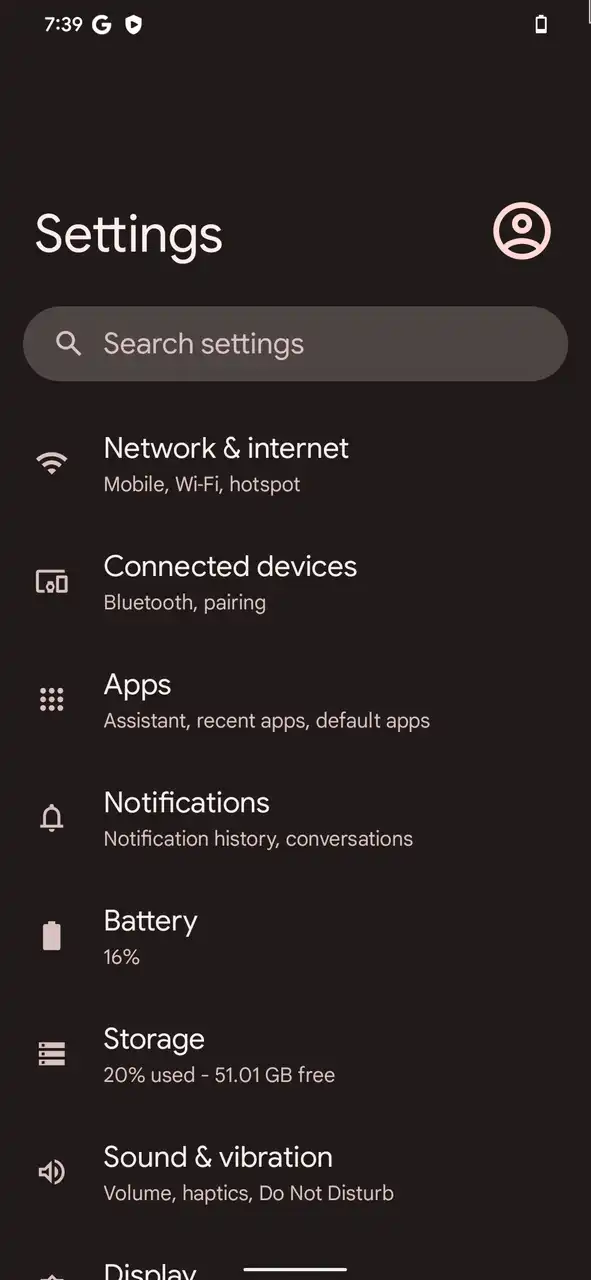 7:39
Settings
Search settings
Network & internet
Mobile, Wi-Fi, hotspot
Connected devices
Bluetooth, pairing
Apps
Assistant, recent apps, default apps
Notifications
Notification history, conversations
Battery
16%
Storage
20% used - 51.01 GB free
Sound & vibration
Volume, haptics, Do Not Disturb
Display